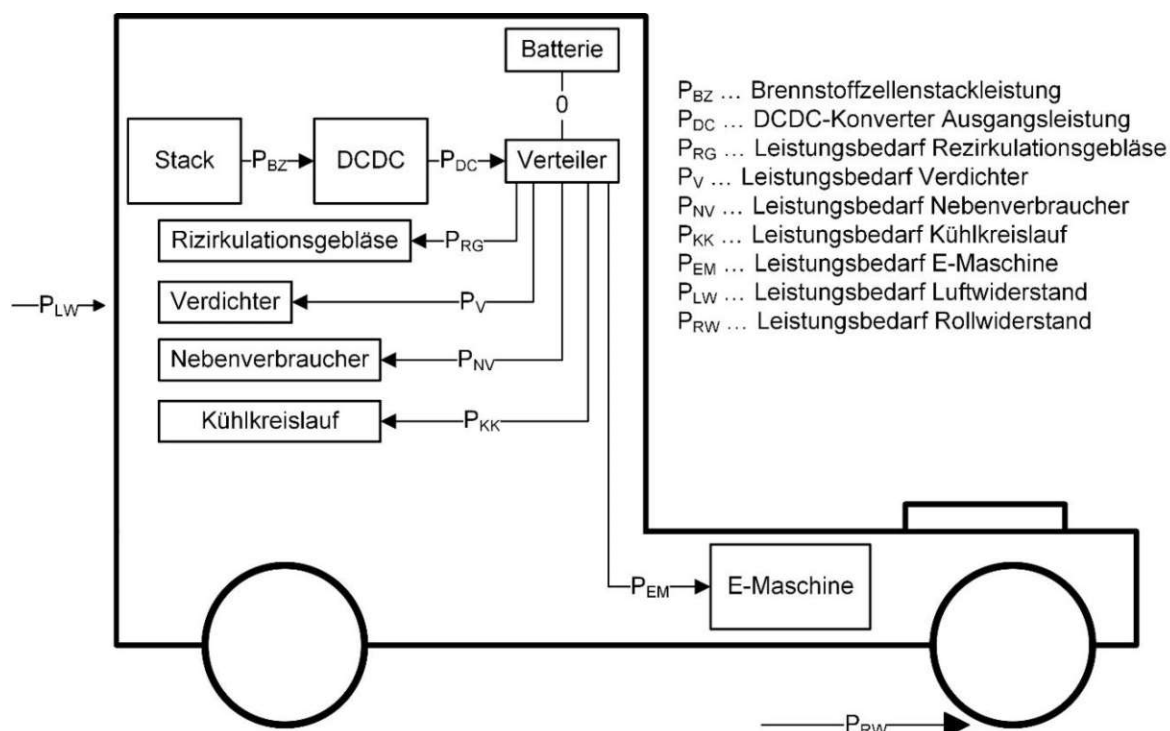 Batterie
0
Stack
P_BZ
DCDC
P_DC
Verteiler
Rizirkulationsgebläse
P_RG
P_LW
Verdichter
P_V
Nebenverbraucher
P_NV
Kühlkreislauf
P_KK
P_EM
E-Maschine
P_RW
P_BZ ... Brennstoffzellenstackleistung
P_DC ... DCDC-Konverter Ausgangsleistung
P_RG ... Leistungsbedarf Rezirkulationsgebläse
P_V ... Leistungsbedarf Verdichter
P_NV ... Leistungsbedarf Nebenverbraucher
P_KK ... Leistungsbedarf Kühlkreislauf
P_EM ... Leistungsbedarf E-Maschine
P_LW ... Leistungsbedarf Luftwiderstand
P_RW ... Leistungsbedarf Rollwiderstand